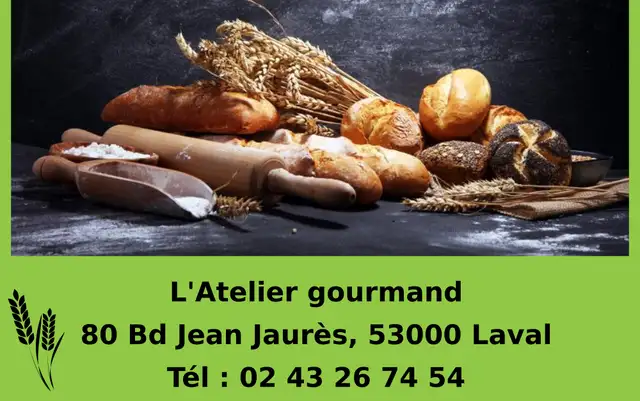 L'Atelier gourmand
80 Bd Jean Jaurès, 53000 Laval
Tél : 02 43 26 74 54